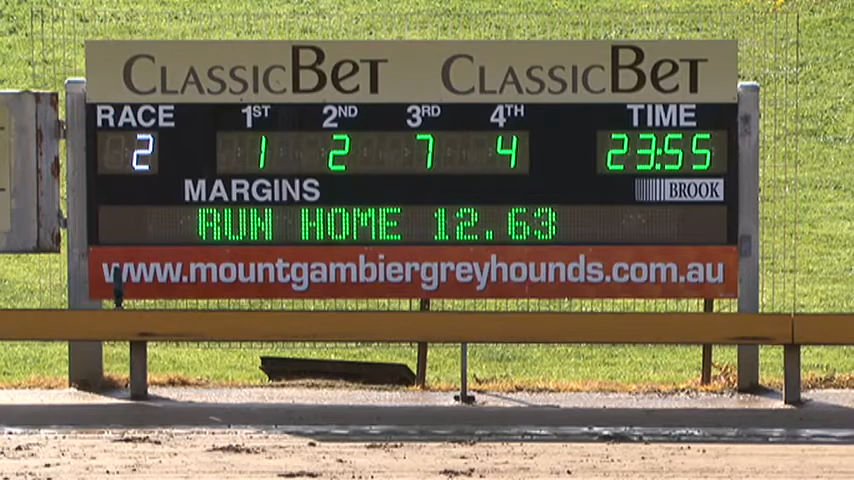 CLASSICBET CLASSICBET
RACE 1ST 2ND 3RD 4TH TIME
2 1 2 7 4 23:55
MARGINS BROOK
RUN HOME 12.63
www.mountgambiergreyhounds.com.au